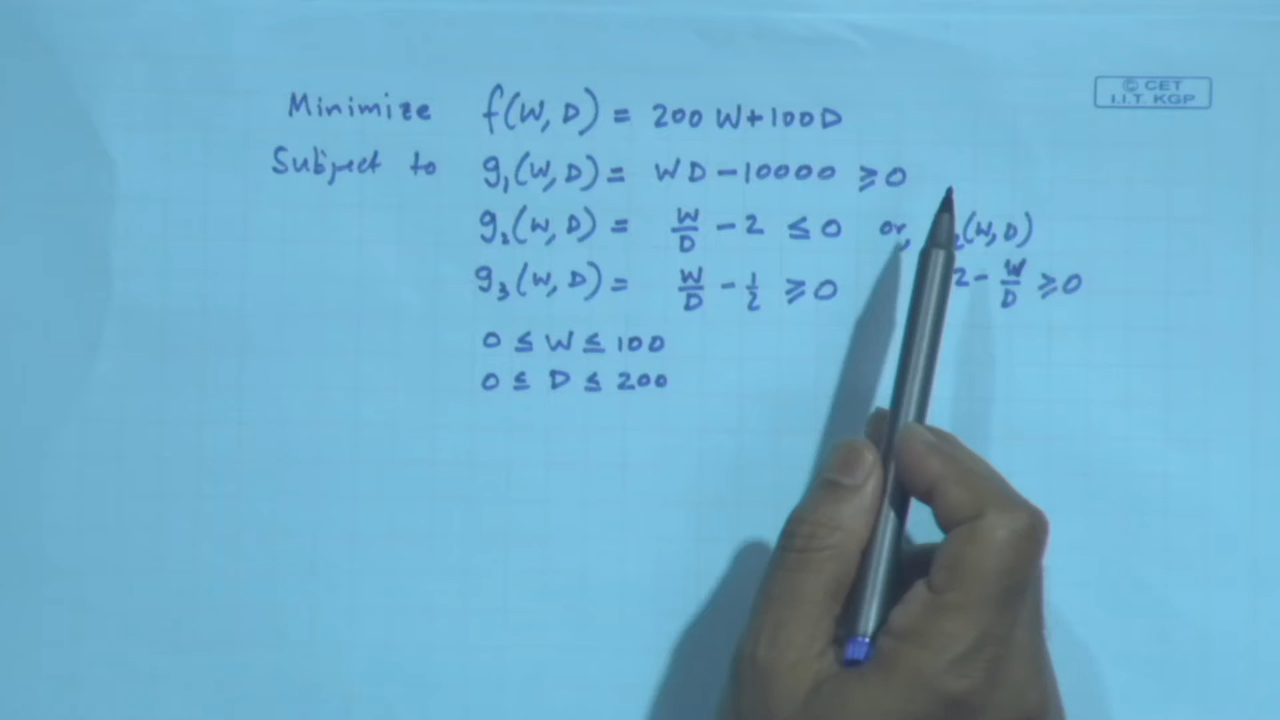 © CET
I.I.T. KGP
Minimize f(W, D) = 200 W + 100 D
Subject to g₁(W, D) = W D - 10000 ≥ 0
g₂(W, D) = W/D - 2 ≤ 0 or, ₂(W, D)
g₃(W, D) = W/D - 1/2 ≥ 0 2 - W/D ≥ 0
0 ≤ W ≤ 100
0 ≤ D ≤ 200